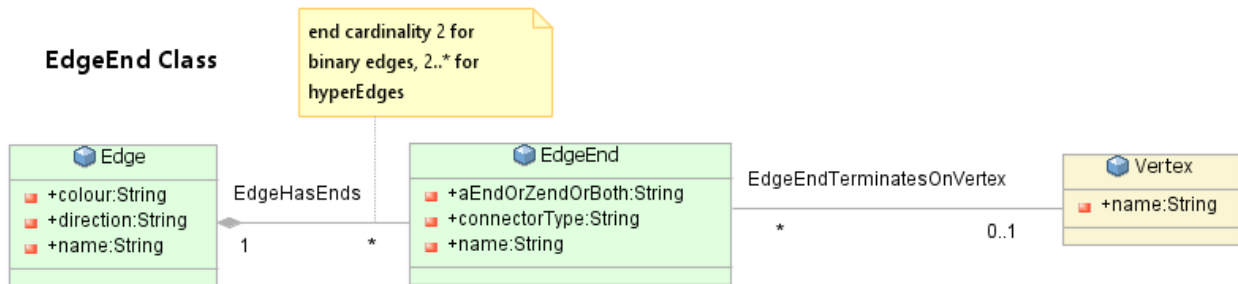 EdgeEnd Class
end cardinality 2 for
binary edges, 2..* for
hyperEdges
Edge
+colour:String
+direction:String
+name:String
EdgeHasEnds
1
*
EdgeEnd
+aEndOrZendOrBoth:String
+connectorType:String
+name:String
EdgeEndTerminatesOnVertex
*
0..1
Vertex
+name:String